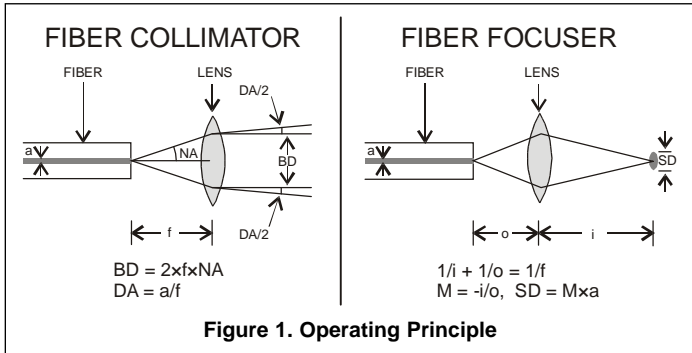 FIBER COLLIMATOR
FIBER
LENS
DA/2
a
NA
BD
f
DA/2
BD = 2×f×NA
DA = a/f
FIBER FOCUSER
FIBER
LENS
a
SD
o
i
1/i + 1/o = 1/f
M = -i/o, SD = M×a
Figure 1. Operating Principle